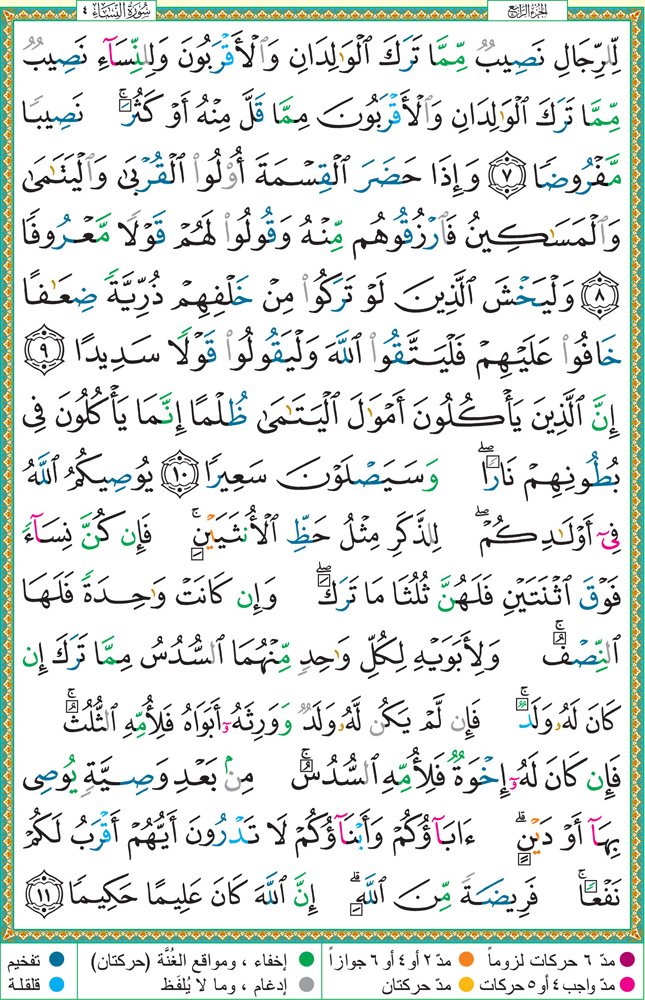 الجزء الرابع
سُورَةُ النِّسَاء ٤
لِّلرِّجَالِ نَصِيبٌ مِّمَّا تَرَكَ ٱلْوَٰلِدَانِ وَٱلْأَقْرَبُونَ وَلِلنِّسَآءِ نَصِيبٌ
مِّمَّا تَرَكَ ٱلْوَٰلِدَانِ وَٱلْأَقْرَبُونَ مِمَّا قَلَّ مِنْهُ أَوْ كَثُرَ ۚ نَصِيبًا
مَّفْرُوضًا ٧ وَإِذَا حَضَرَ ٱلْقِسْمَةَ أُو۟لُوا۟ ٱلْقُرْبَىٰ وَٱلْيَتَٰمَىٰ
وَٱلْمَسَٰكِينُ فَٱرْزُقُوهُم مِّنْهُ وَقُولُوا۟ لَهُمْ قَوْلًا مَّعْرُوفًا
٨ وَلْيَخْشَ ٱلَّذِينَ لَوْ تَرَكُوا۟ مِنْ خَلْفِهِمْ ذُرِّيَّةً ضِعَٰفًا
خَافُوا۟ عَلَيْهِمْ فَلْيَتَّقُوا۟ ٱللَّهَ وَلْيَقُولُوا۟ قَوْلًا سَدِيدًا ٩
إِنَّ ٱلَّذِينَ يَأْكُلُونَ أَمْوَٰلَ ٱلْيَتَٰمَىٰ ظُلْمًا إِنَّمَا يَأْكُلُونَ فِى
بُطُونِهِمْ نَارًا ۖ وَسَيَصْلَوْنَ سَعِيرًا ١٠ يُوصِيكُمُ ٱللَّهُ
فِىٓ أَوْلَٰدِكُمْ ۖ لِلذَّكَرِ مِثْلُ حَظِّ ٱلْأُنثَيَيْنِ ۚ فَإِن كُنَّ نِسَآءً
فَوْقَ ٱثْنَتَيْنِ فَلَهُنَّ ثُلُثَا مَا تَرَكَ ۖ وَإِن كَانَتْ وَٰحِدَةً فَلَهَا
ٱلنِّصْفُ ۚ وَلِأَبَوَيْهِ لِكُلِّ وَٰحِدٍ مِّنْهُمَا ٱلسُّدُسُ مِمَّا تَرَكَ إِن
كَانَ لَهُۥ وَلَدٌ ۚ فَإِن لَّمْ يَكُن لَّهُۥ وَلَدٌ وَوَرِثَهُۥٓ أَبَوَاهُ فَلِأُمِّهِ ٱلثُّلُثُ ۚ
فَإِن كَانَ لَهُۥٓ إِخْوَةٌ فَلِأُمِّهِ ٱلسُّدُسُ ۚ مِنۢ بَعْدِ وَصِيَّةٍ يُوصِى
بِهَآ أَوْ دَيْنٍ ۗ ءَابَآؤُكُمْ وَأَبْنَآؤُكُمْ لَا تَدْرُونَ أَيُّهُمْ أَقْرَبُ لَكُمْ
نَفْعًا ۚ فَرِيضَةً مِّنَ ٱللَّهِ ۗ إِنَّ ٱللَّهَ كَانَ عَلِيمًا حَكِيمًا ١١
مدّ ٦ حركات لزوماً
مدّ ٢ أو ٤ أو ٦ جوازاً
إخفاء ، ومواقع الغُنَّة (حركتان)
تفخيم
مدّ واجب ٤ أو ٥ حركات
مدّ حركتان
إدغام ، وما لا يُلفَظ
قلقلة